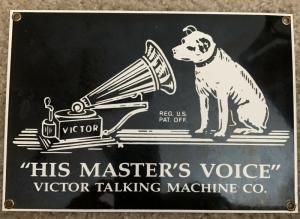 VICTOR
REG. U.S.
PAT. OFF.
"HIS MASTER'S VOICE"
VICTOR TALKING MACHINE CO.